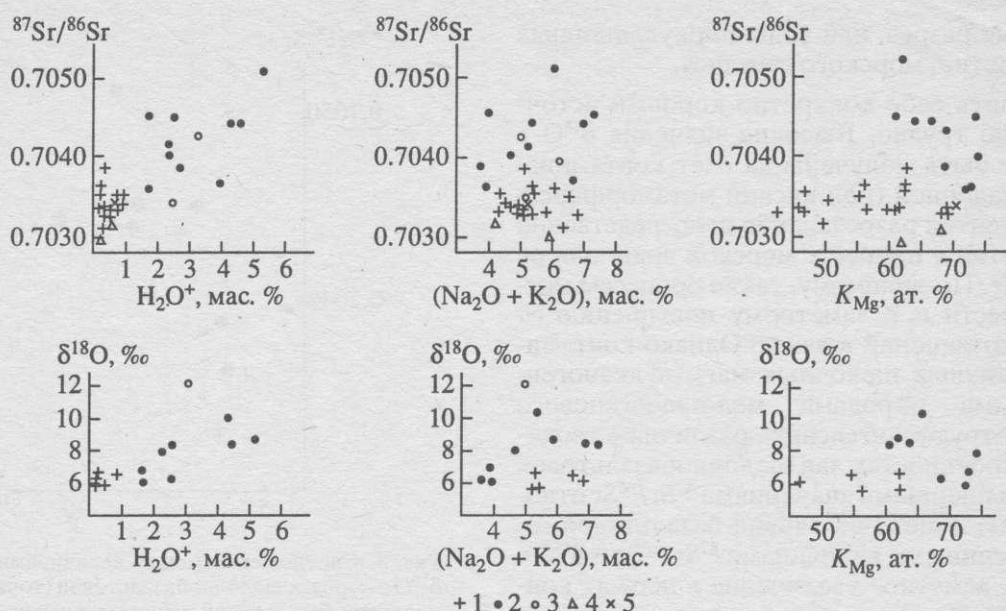 ⁸⁷Sr/⁸⁶Sr ⁸⁷Sr/⁸⁶Sr ⁸⁷Sr/⁸⁶Sr
0.7050 0.7050 0.7050
0.7040 0.7040 0.7040
0.7030 0.7030 0.7030
1 2 3 4 5 6 4 5 6 7 8 50 60 70
H₂O⁺, мас. % (Na₂O + K₂O), мас. % K_Mg, ат. %
δ¹⁸O, ‰ δ¹⁸O, ‰ δ¹⁸O, ‰
12 12 12
10 10 10
8 8 8
6 6 6
1 2 3 4 5 6 4 5 6 7 8 50 60 70
H₂O⁺, мас. % (Na₂O + K₂O), мас. % K_Mg, ат. %
+ 1 • 2 ○ 3 △ 4 × 5